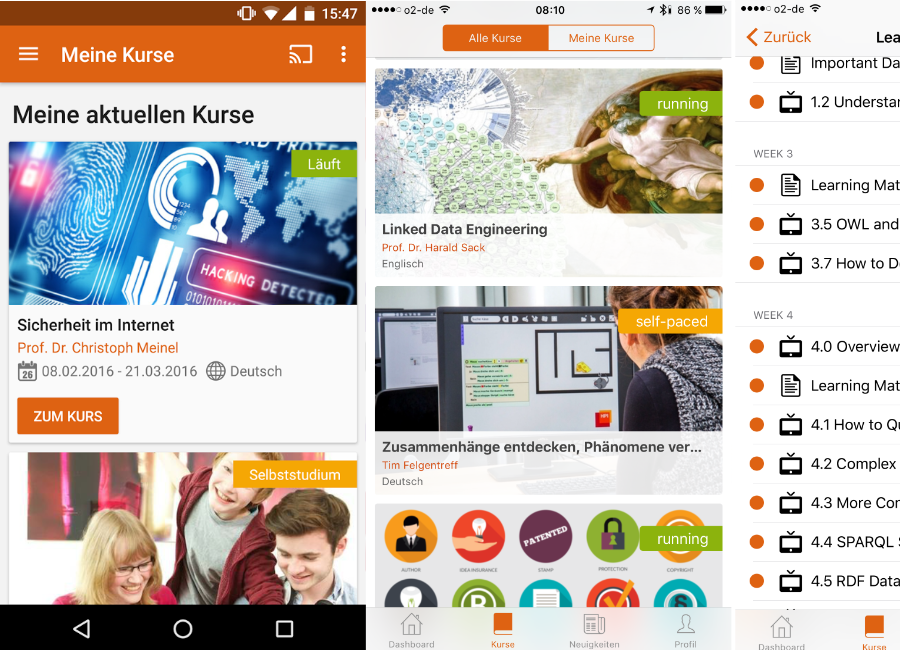 15:47
Meine Kurse
Meine aktuellen Kurse
Läuft
HACKING DETECTED
Sicherheit im Internet
Prof. Dr. Christoph Meinel
26 08.02.2016 - 21.03.2016 Deutsch
ZUM KURS
Selbststudium
o2-de 08:10 86 %
Alle Kurse Meine Kurse
running
Linked Data Engineering
Prof. Dr. Harald Sack
Englisch
self-paced
Zusammenhänge entdecken, Phänomene ver...
Tim Felgentreff
Deutsch
running
PATENTED
AUTHOR IDEA INSURANCE STAMP PROTECTION COPYRIGHT
Dashboard Kurse Neuigkeiten Profil
o2-de
Zurück Lea
Important Da
1.2 Understar
WEEK 3
Learning Mat
3.5 OWL and
3.7 How to D
WEEK 4
4.0 Overview
Learning Mat
4.1 How to Qu
4.2 Complex
4.3 More Con
4.4 SPARQL S
4.5 RDF Data
Dashboard Kurse